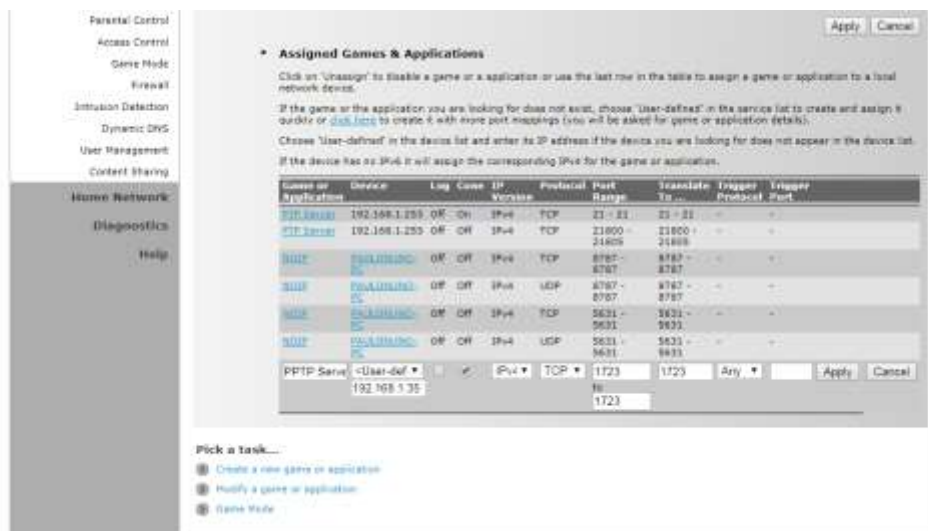 Parental Control
Access Control
Game Mode
Firewall
Intrusion Detection
Dynamic DNS
User Management
Content Sharing
Home Network
Diagnostics
Help
Apply Cancel
Assigned Games & Applications
Click on 'Unassign' to disable a game or a application or use the last row in the table to assign a game or application to a local
network device.
If the game or the application you are looking for does not exist, choose 'User-defined' in the service list to create and assign it
quickly or click here to create it with more port mappings (you will be asked for game or application details).
Choose 'User-defined' in the device list and enter its IP address if the device you are looking for does not appear in the device list.
If the device has no IPv6 it will assign the corresponding IPv4 for the game or application.
Game or Application Device Log Cone IP Version Protocol Port Range Translate To ... Trigger Protocol Trigger Port
FTP Server 192.168.1.253 Off On IPv4 TCP 21 - 21 21 - 21 - -
FTP Server 192.168.1.253 Off Off IPv4 TCP 21800 - 21805 21800 - 21805 - -
Off Off IPv4 TCP 8787 - 8787 8787 - 8787 - -
Off Off IPv4 UDP 8787 - 8787 8787 - 8787 - -
Off Off IPv4 TCP 5631 - 5631 5631 - 5631 - -
Off Off IPv4 UDP 5631 - 5631 5631 - 5631 - -
PPTP Serve <User-def IPv4 TCP 1723 1723 Any Apply Cancel
192.168.1.35 to
1723
Pick a task...
Create a new game or application
Modify a game or application
Game Mode